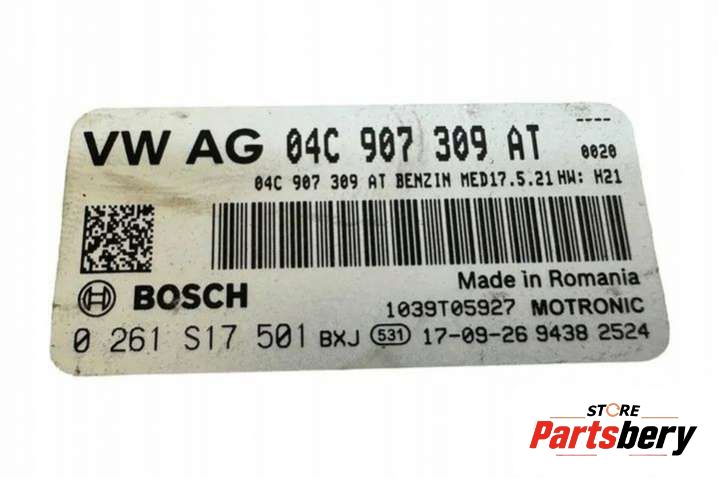 ----
VW AG 04C 907 309 AT 0020
04C 907 309 AT BENZIN MED17.5.21 HW: H21
Made in Romania
BOSCH 1039T05927 MOTRONIC
0 261 S17 501 BXJ 531 17-09-26 9438 2524
STORE
Partsbery